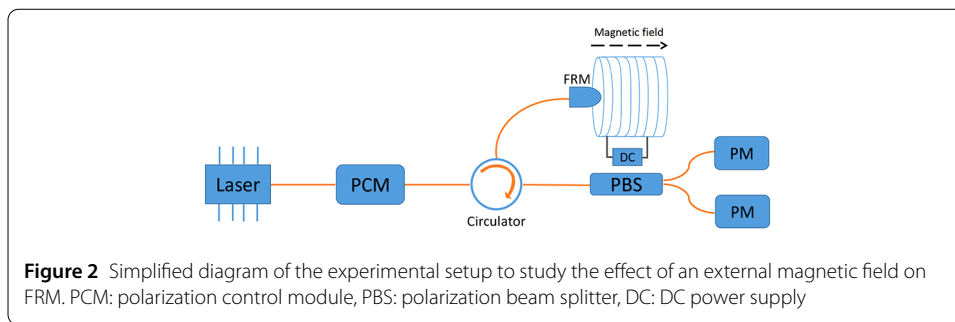 Magnetic field
FRM
DC
PM
Laser
PCM
PBS
Circulator
PM
Figure 2 Simplified diagram of the experimental setup to study the effect of an external magnetic field on
FRM. PCM: polarization control module, PBS: polarization beam splitter, DC: DC power supply